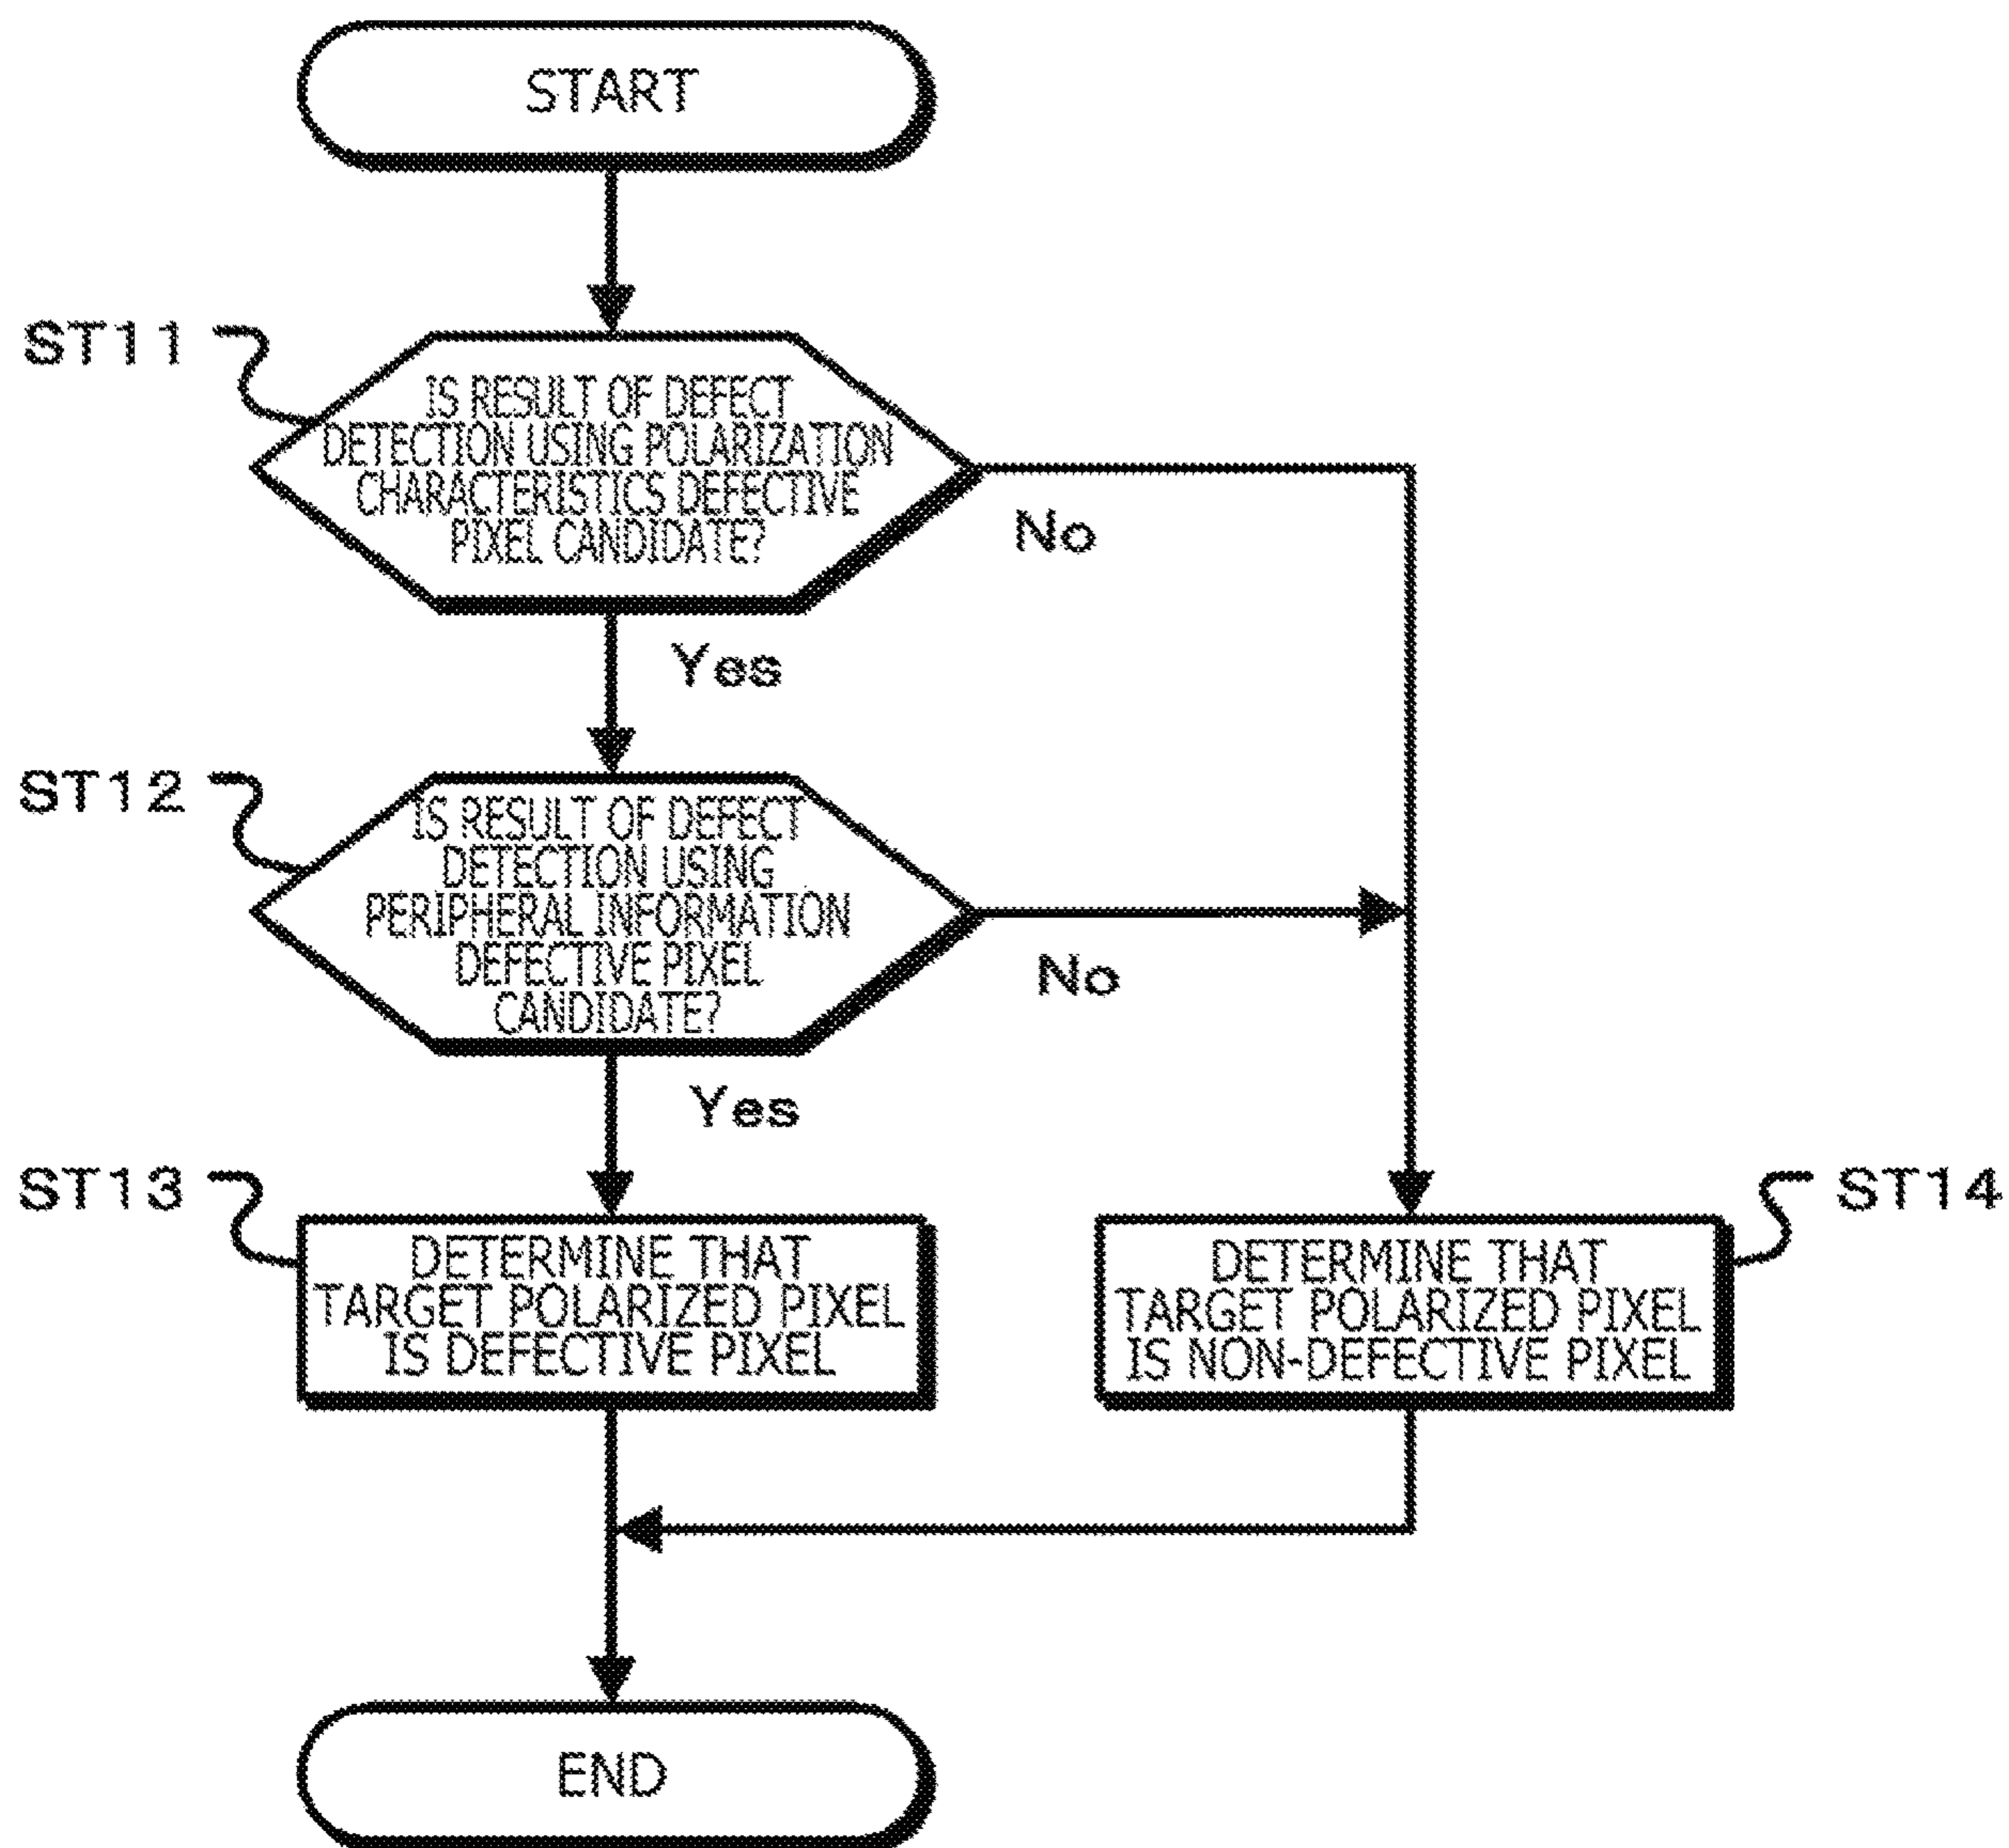 START
ST11
IS RESULT OF DEFECT
DETECTION USING POLARIZATION
CHARACTERISTICS DEFECTIVE
PIXEL CANDIDATE?
No
Yes
ST12
IS RESULT OF DEFECT
DETECTION USING
PERIPHERAL INFORMATION
DEFECTIVE PIXEL
CANDIDATE?
No
Yes
ST13
DETERMINE THAT
TARGET POLARIZED PIXEL
IS DEFECTIVE PIXEL
ST14
DETERMINE THAT
TARGET POLARIZED PIXEL
IS NON-DEFECTIVE PIXEL
END